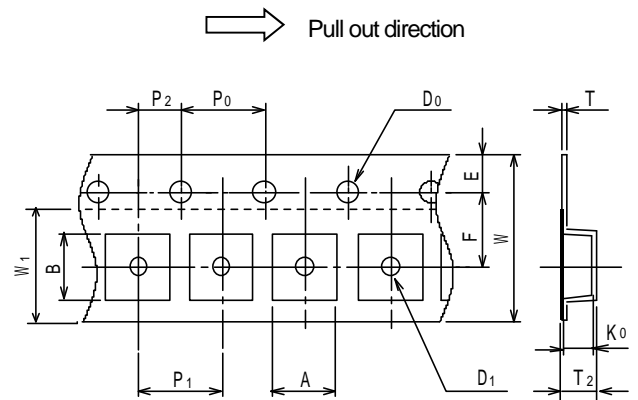 Pull out direction
P2 P0 D0 T
E
F
W
W1
B
K0
P1 A D1 T2